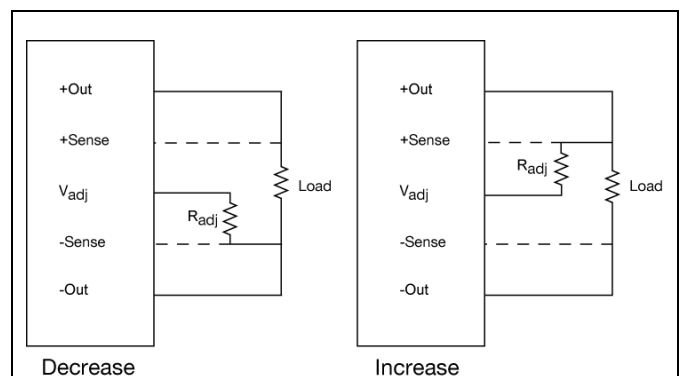 +Out
+Sense
Vadj
Radj
-Sense
-Out
Load
Decrease
+Out
+Sense
Radj
Vadj
-Sense
-Out
Load
Increase